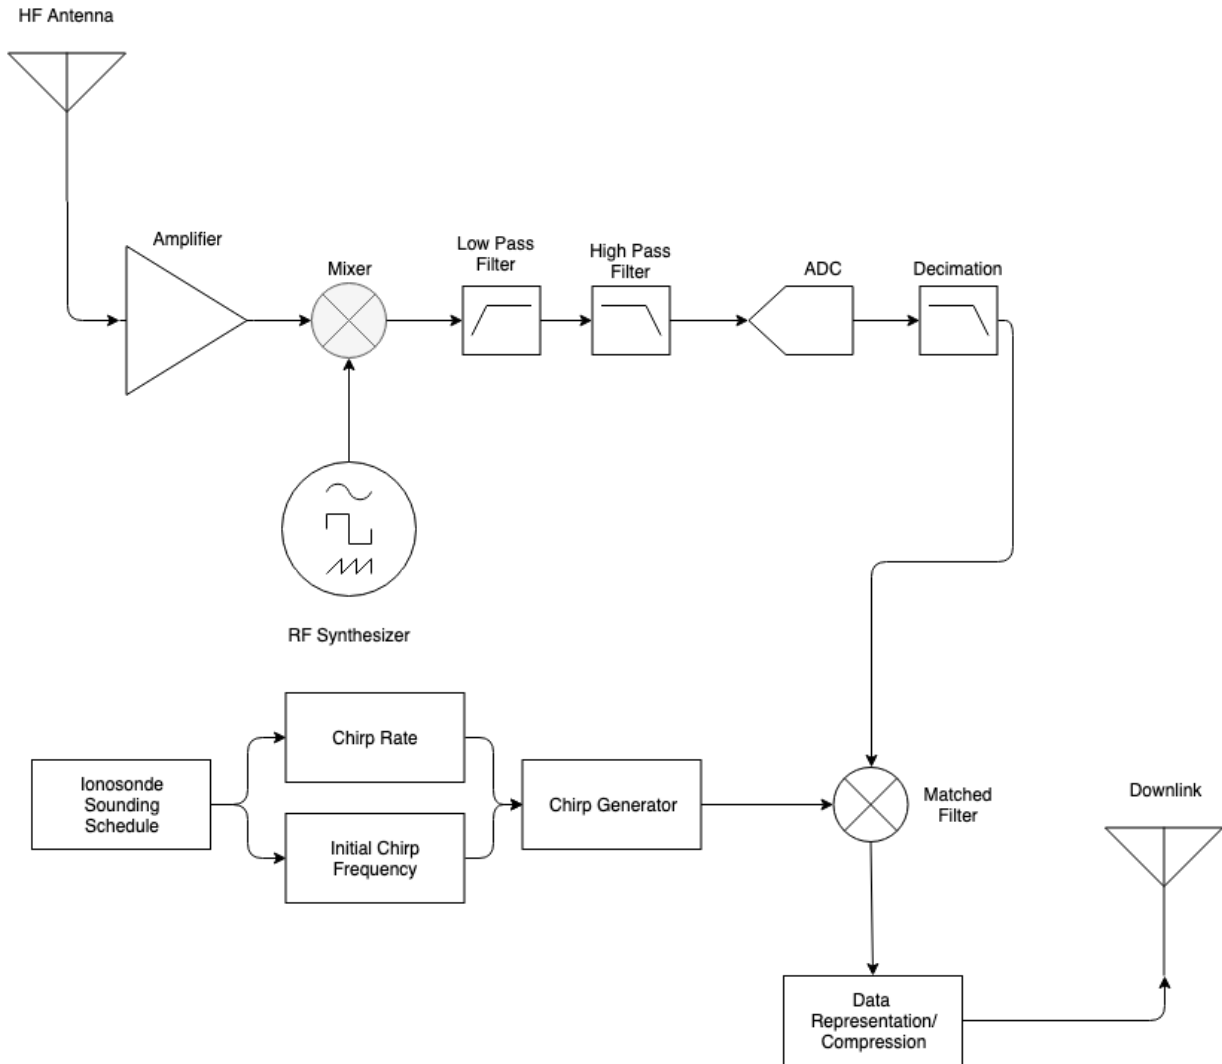 HF Antenna
Amplifier
Mixer
Low Pass
Filter
High Pass
Filter
ADC
Decimation
RF Synthesizer
Ionosonde
Sounding
Schedule
Chirp Rate
Initial Chirp
Frequency
Chirp Generator
Matched
Filter
Downlink
Data
Representation/
Compression